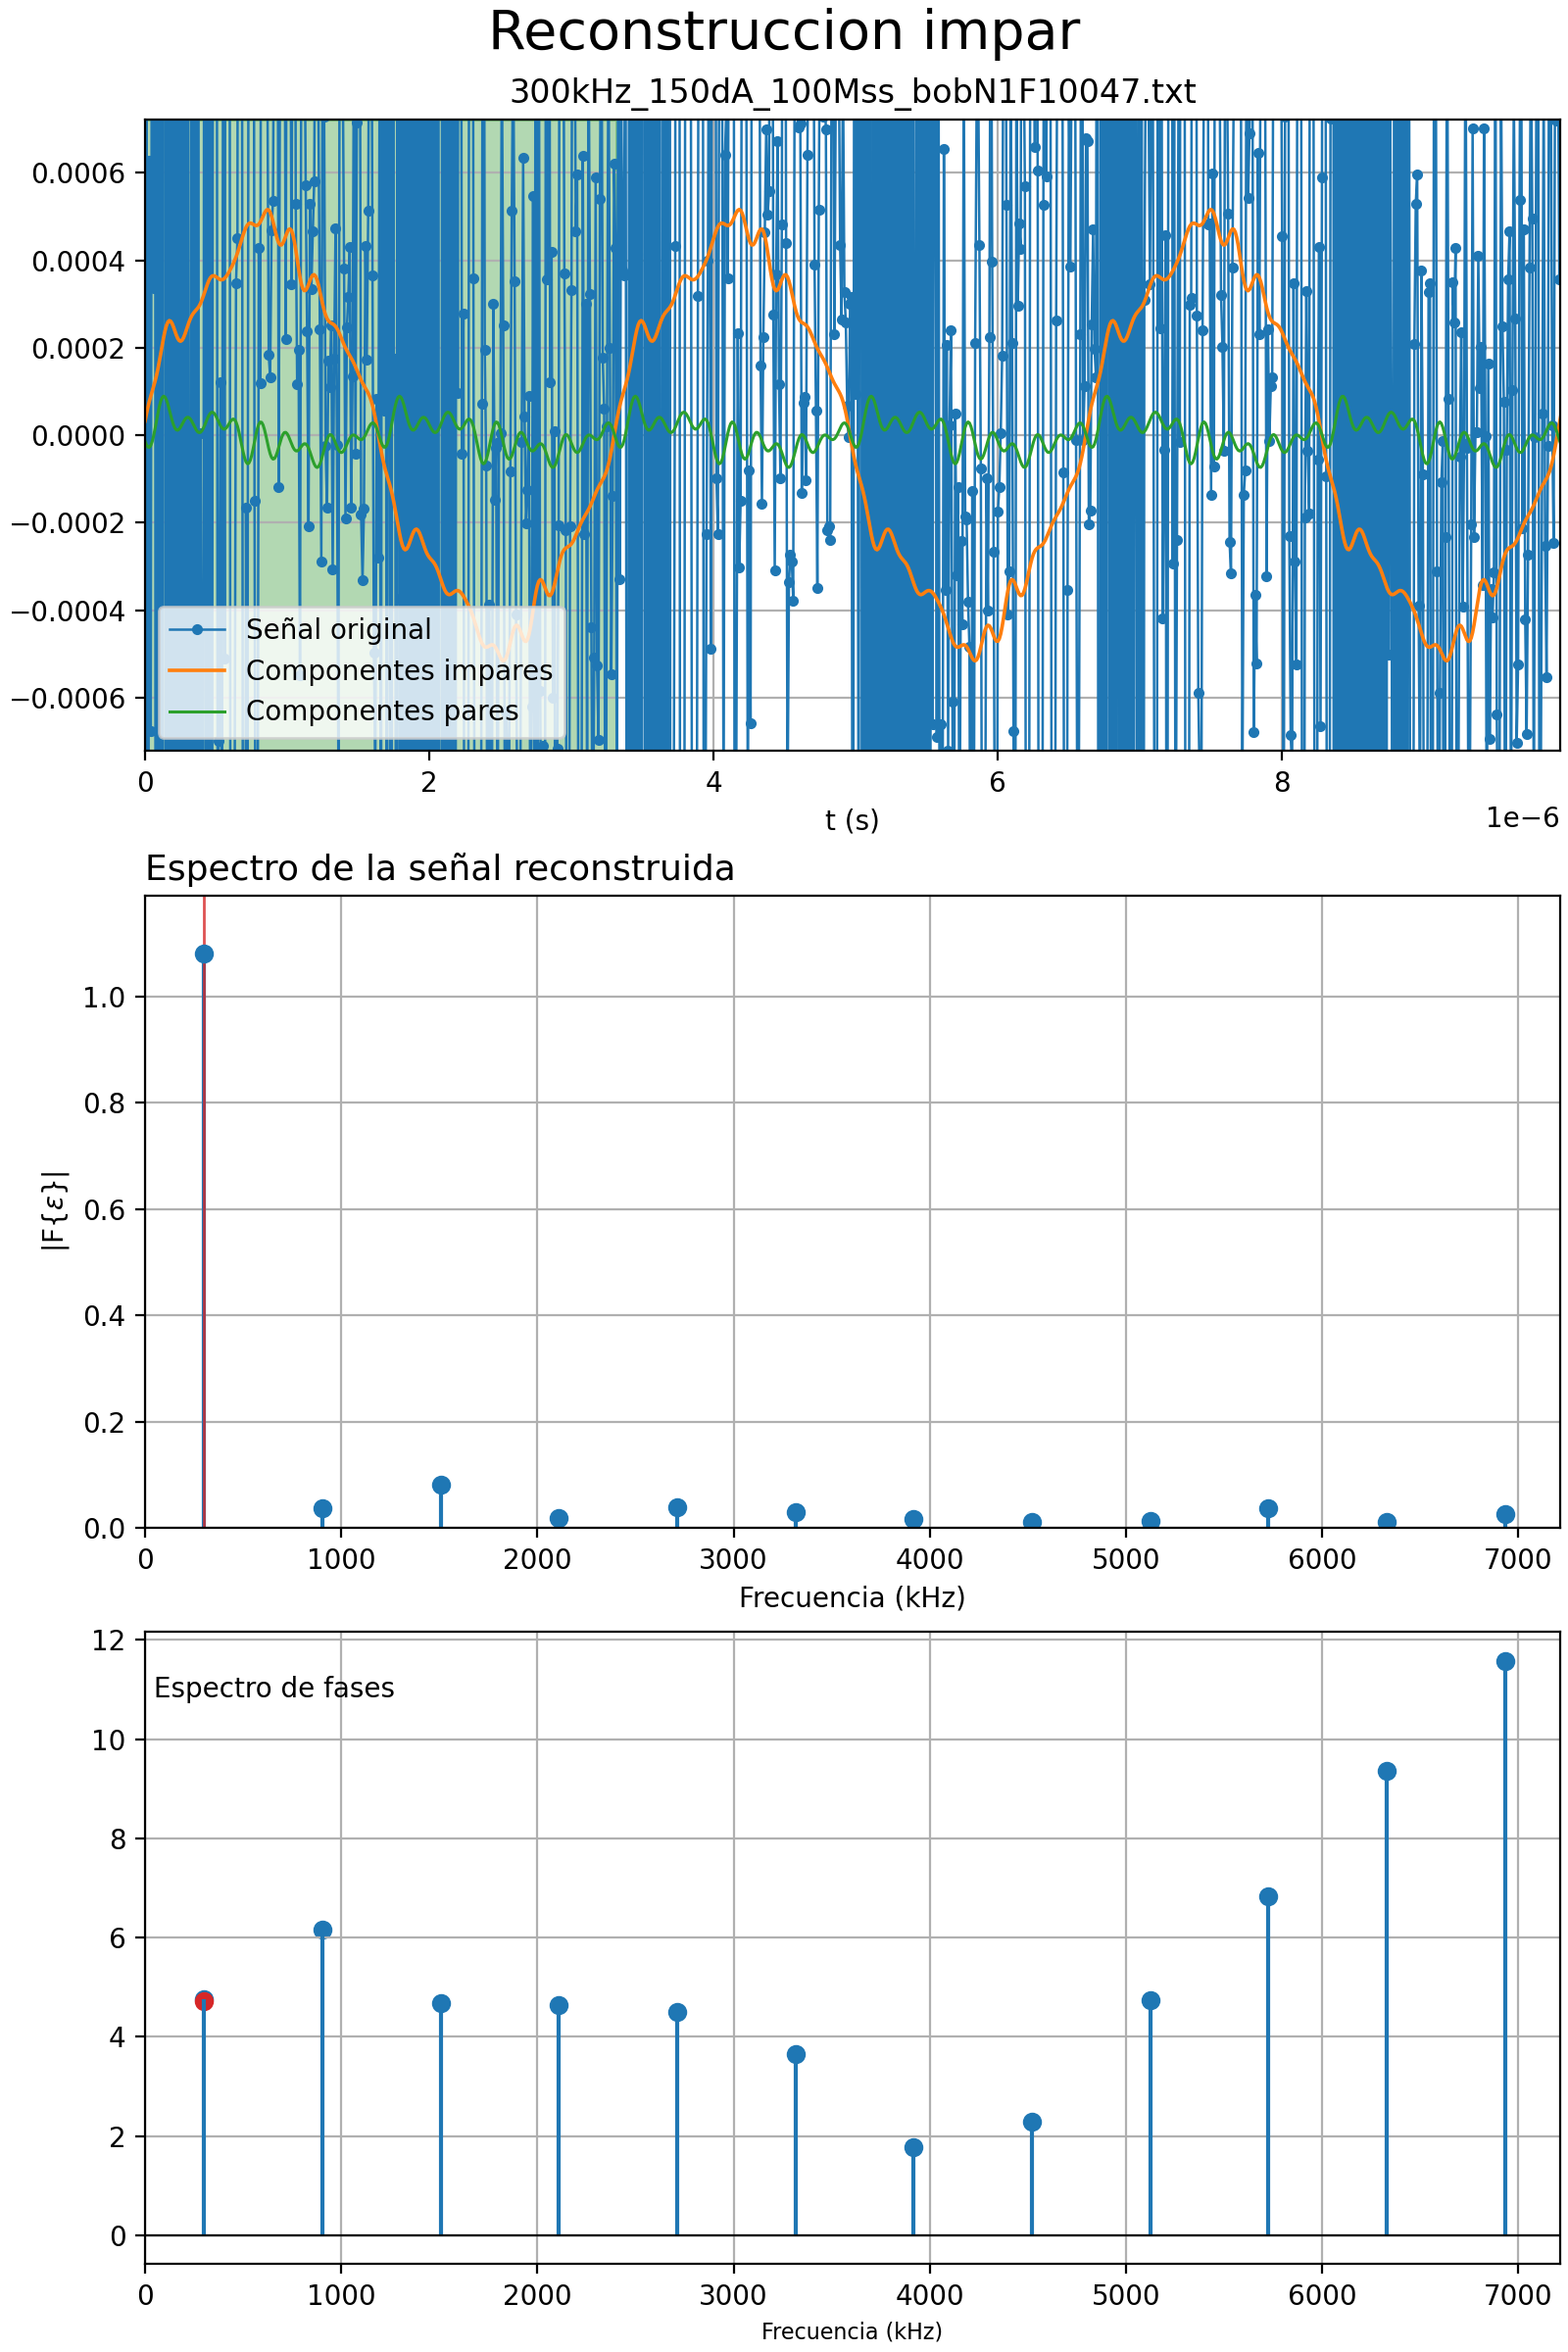 Reconstruccion impar
300kHz_150dA_100Mss_bobN1F10047.txt
0.0006
0.0004
0.0002
0.0000
−0.0002
−0.0004
−0.0006
Señal original
Componentes impares
Componentes pares
0 2 4 6 8
t (s)
1e−6
Espectro de la señal reconstruida
1.0
0.8
0.6
0.4
0.2
0.0
|F{ε}|
0 1000 2000 3000 4000 5000 6000 7000
Frecuencia (kHz)
12
Espectro de fases
10
8
6
4
2
0
0 1000 2000 3000 4000 5000 6000 7000
Frecuencia (kHz)